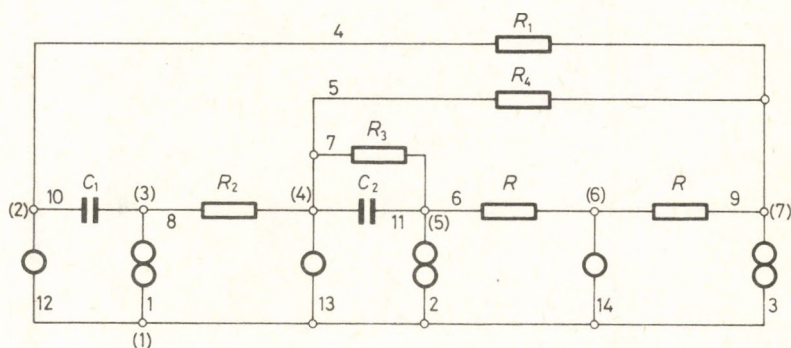 4 R₁
5 R₄
7 R₃
(2) 10 C₁ (3) R₂ (4) C₂ 6 R (6) R 9
8 11 (5) (7)
12 1 13 2 14 3
(1)